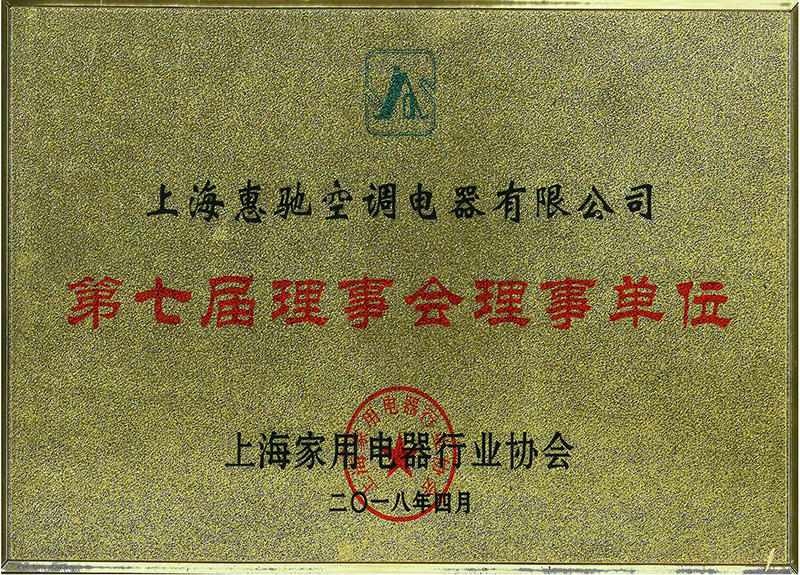 上海惠驰空调电器有限公司
第七届理事会理事单位
上海家用电器行业协会
二〇一八年四月